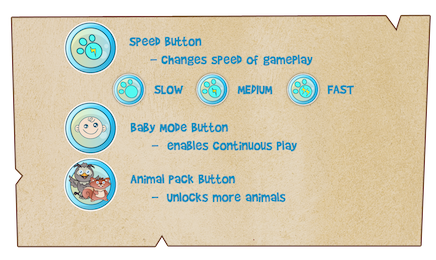 Speed Button
– Changes speed of gameplay
SLOW MEDIUM FAST
Baby Mode Button
– enables Continuous Play
Animal Pack Button
– Unlocks more animals